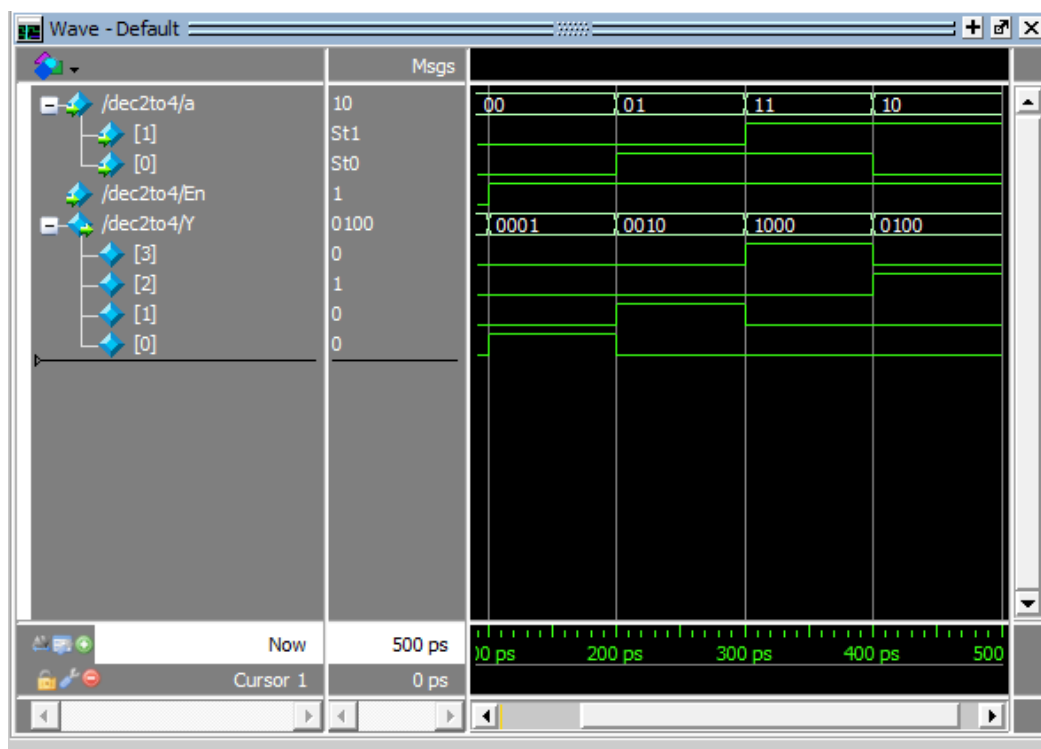 Wave - Default
Msgs
/dec2to4/a 10 00 01 11 10
[1] St1
[0] St0
/dec2to4/En 1
/dec2to4/Y 0100 0001 0010 1000 0100
[3] 0
[2] 1
[1] 0
[0] 0
Now 500 ps 00 ps 200 ps 300 ps 400 ps 500
Cursor 1 0 ps